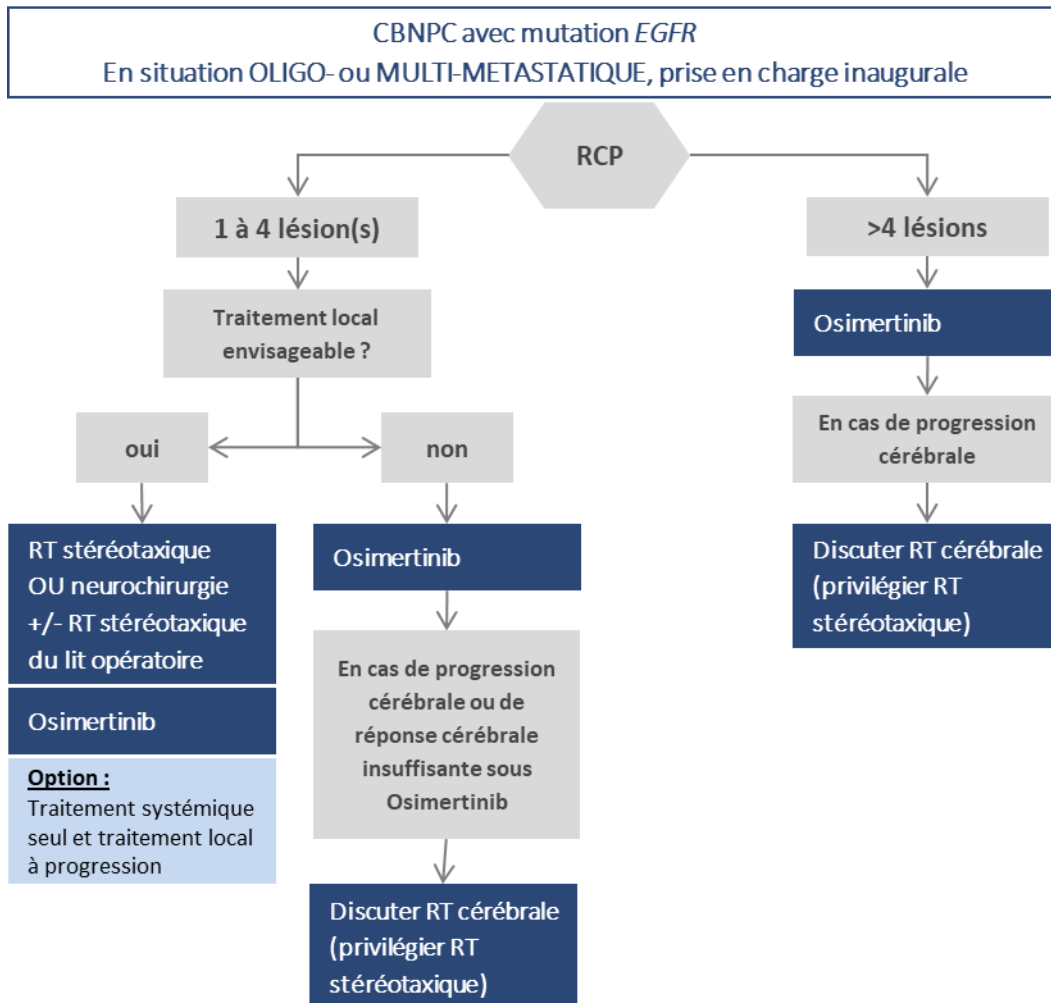 CBNPC avec mutation EGFR
En situation OLIGO- ou MULTI-METASTATIQUE, prise en charge inaugurale
RCP
1 à 4 lésion(s)
>4 lésions
Traitement local
envisageable ?
Osimertinib
oui
non
En cas de progression
cérébrale
RT stéréotaxique
OU neurochirurgie
+/- RT stéréotaxique
du lit opératoire
Osimertinib
Discuter RT cérébrale
(privilégier RT
stéréotaxique)
Osimertinib
Option :
Traitement systémique
seul et traitement local
à progression
En cas de progression
cérébrale ou de
réponse cérébrale
insuffisante sous
Osimertinib
Discuter RT cérébrale
(privilégier RT
stéréotaxique)